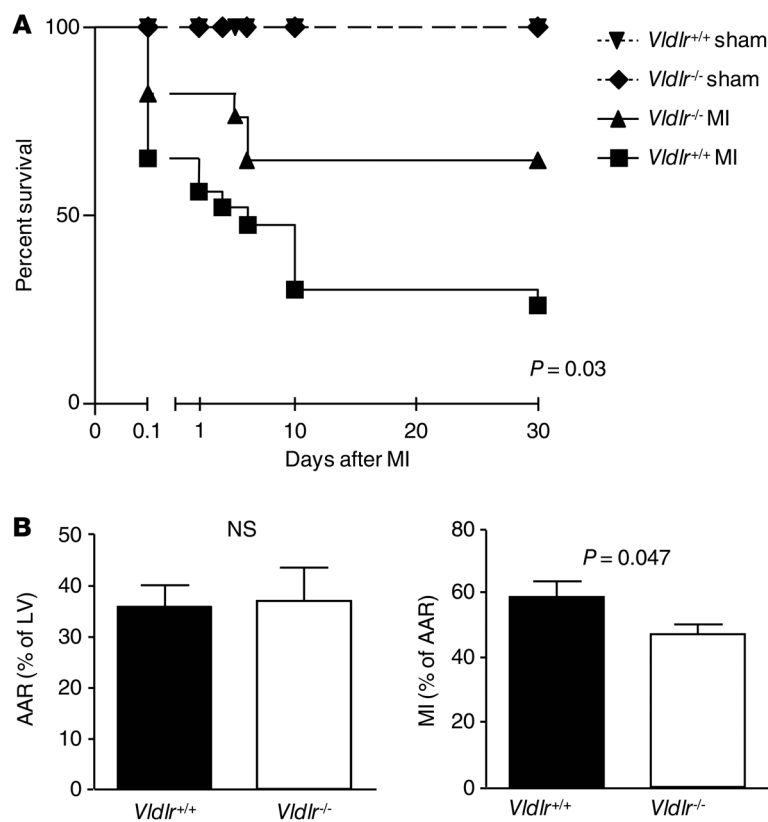 A
100
50
0
Percent survival
0 0.1 1 10 20 30
Days after MI
P = 0.03
Vldlr+/+ sham
Vldlr-/- sham
Vldlr-/- MI
Vldlr+/+ MI
B
50
40
30
20
10
0
AAR (% of LV)
NS
Vldlr+/+ Vldlr-/-
80
60
40
20
0
MI (% of AAR)
P = 0.047
Vldlr+/+ Vldlr-/-